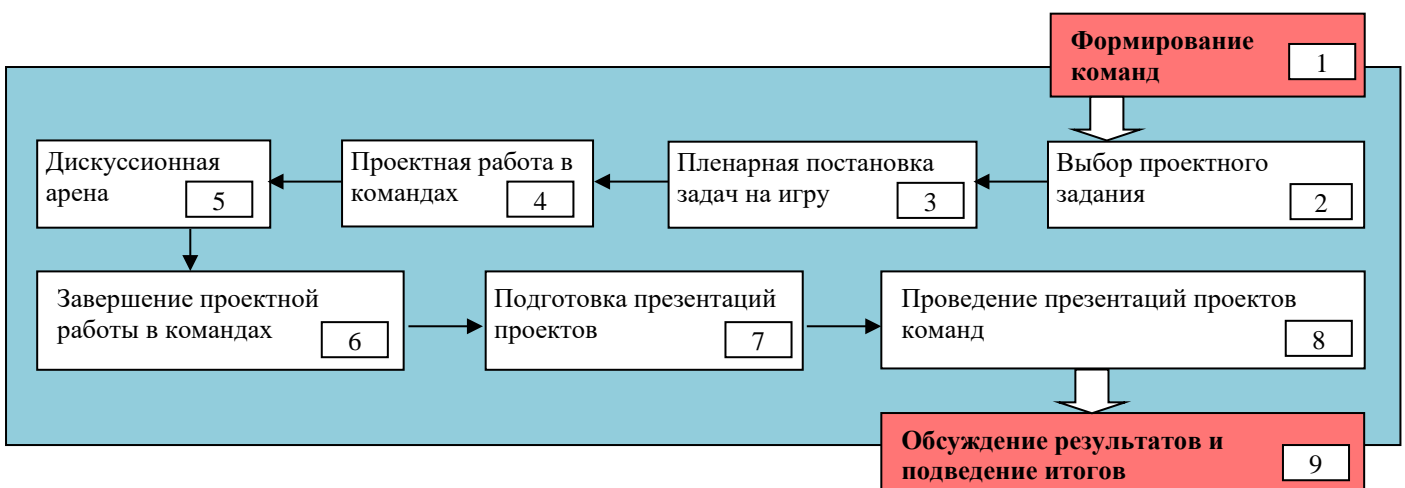 Формирование
команд
1
Выбор проектного
задания
2
Пленарная постановка
задач на игру
3
Проектная работа в
командах
4
Дискуссионная
арена
5
Завершение проектной
работы в командах
6
Подготовка презентаций
проектов
7
Проведение презентаций проектов
команд
8
Обсуждение результатов и
подведение итогов
9